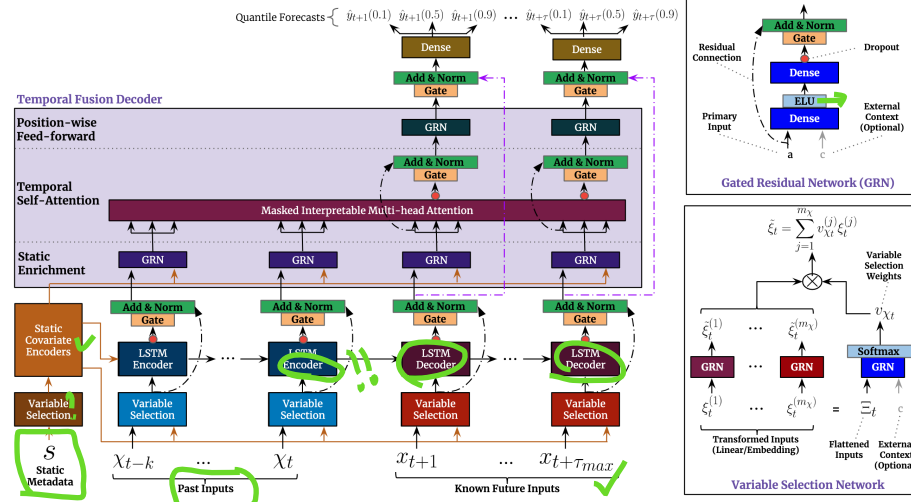 Quantile Forecasts
ŷt+1(0.1) ŷt+1(0.5) ŷt+1(0.9) ... ŷt+τ(0.1) ŷt+τ(0.5) ŷt+τ(0.9)
Dense
Dense
Add & Norm
Gate
Add & Norm
Gate
Temporal Fusion Decoder
Position-wise
Feed-forward
GRN
GRN
Temporal
Self-Attention
Add & Norm
Gate
Add & Norm
Gate
Masked Interpretable Multi-head Attention
Static
Enrichment
GRN
GRN
GRN
GRN
Add & Norm
Gate
Add & Norm
Gate
Add & Norm
Gate
Add & Norm
Gate
Static
Covariate
Encoders
LSTM
Encoder
...
LSTM
Encoder
!!!
LSTM
Decoder
...
LSTM
Decoder
Variable
Selection
Variable
Selection
Variable
Selection
Variable
Selection
Variable
Selection
s
Static
Metadata
χt−k ... χt
Past Inputs
xt+1 ... xt+τmax
Known Future Inputs
Add & Norm
Gate
Residual
Connection
Dropout
Dense
ELU
Dense
Primary
Input
External
Context
(Optional)
a
c
Gated Residual Network (GRN)
ξ̃t = Σ j=1 mχ vχt(j) ξ̃t(j)
Variable
Selection
Weights
vχt
ξ̃t(1) ... ξ̃t(mχ)
Softmax
GRN
GRN
GRN
ξt(1) ... ξt(mχ) = Ξt c
Transformed Inputs
(Linear/Embedding)
Flattened
Inputs
External
Context
Variable Selection Network